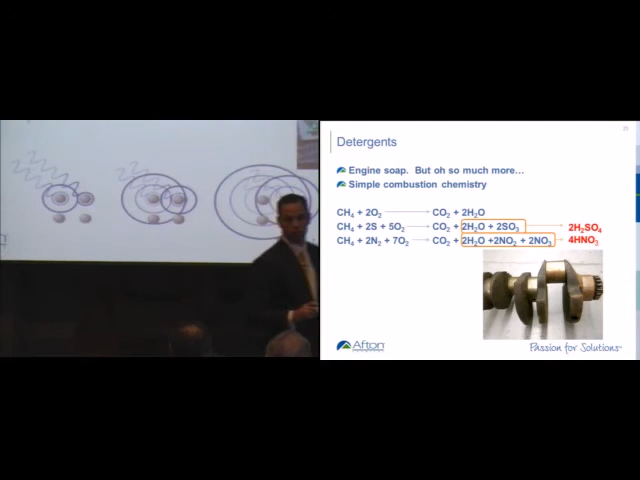 25
Detergents
Engine soap. But oh so much more...
Simple combustion chemistry
CH₄ + 2O₂ → CO₂ + 2H₂O
CH₄ + 2S + 5O₂ → CO₂ + 2H₂O + 2SO₃ → 2H₂SO₄
CH₄ + 2N₂ + 7O₂ → CO₂ + 2H₂O +2NO₂ + 2NO₃ → 4HNO₃
Afton
Passion for Solutions